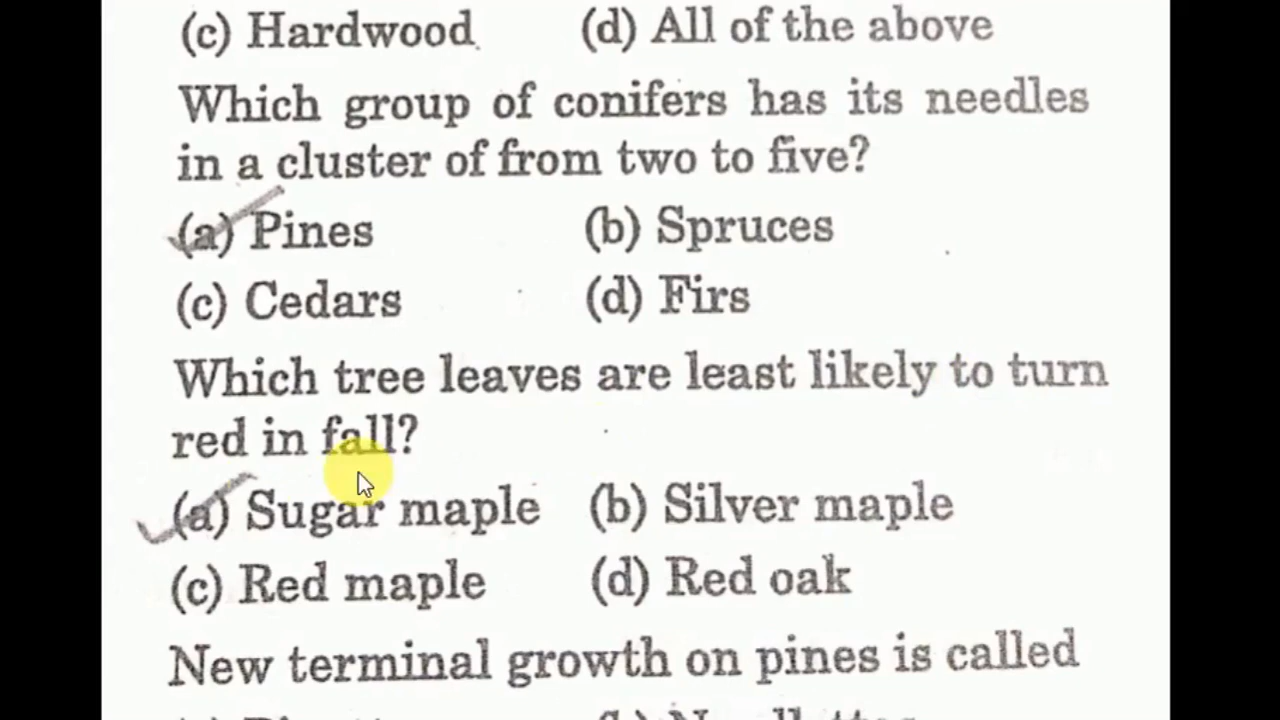 (c) Hardwood (d) All of the above
Which group of conifers has its needles
in a cluster of from two to five?
(a) Pines (b) Spruces
(c) Cedars (d) Firs
Which tree leaves are least likely to turn
red in fall?
(a) Sugar maple (b) Silver maple
(c) Red maple (d) Red oak
New terminal growth on pines is called